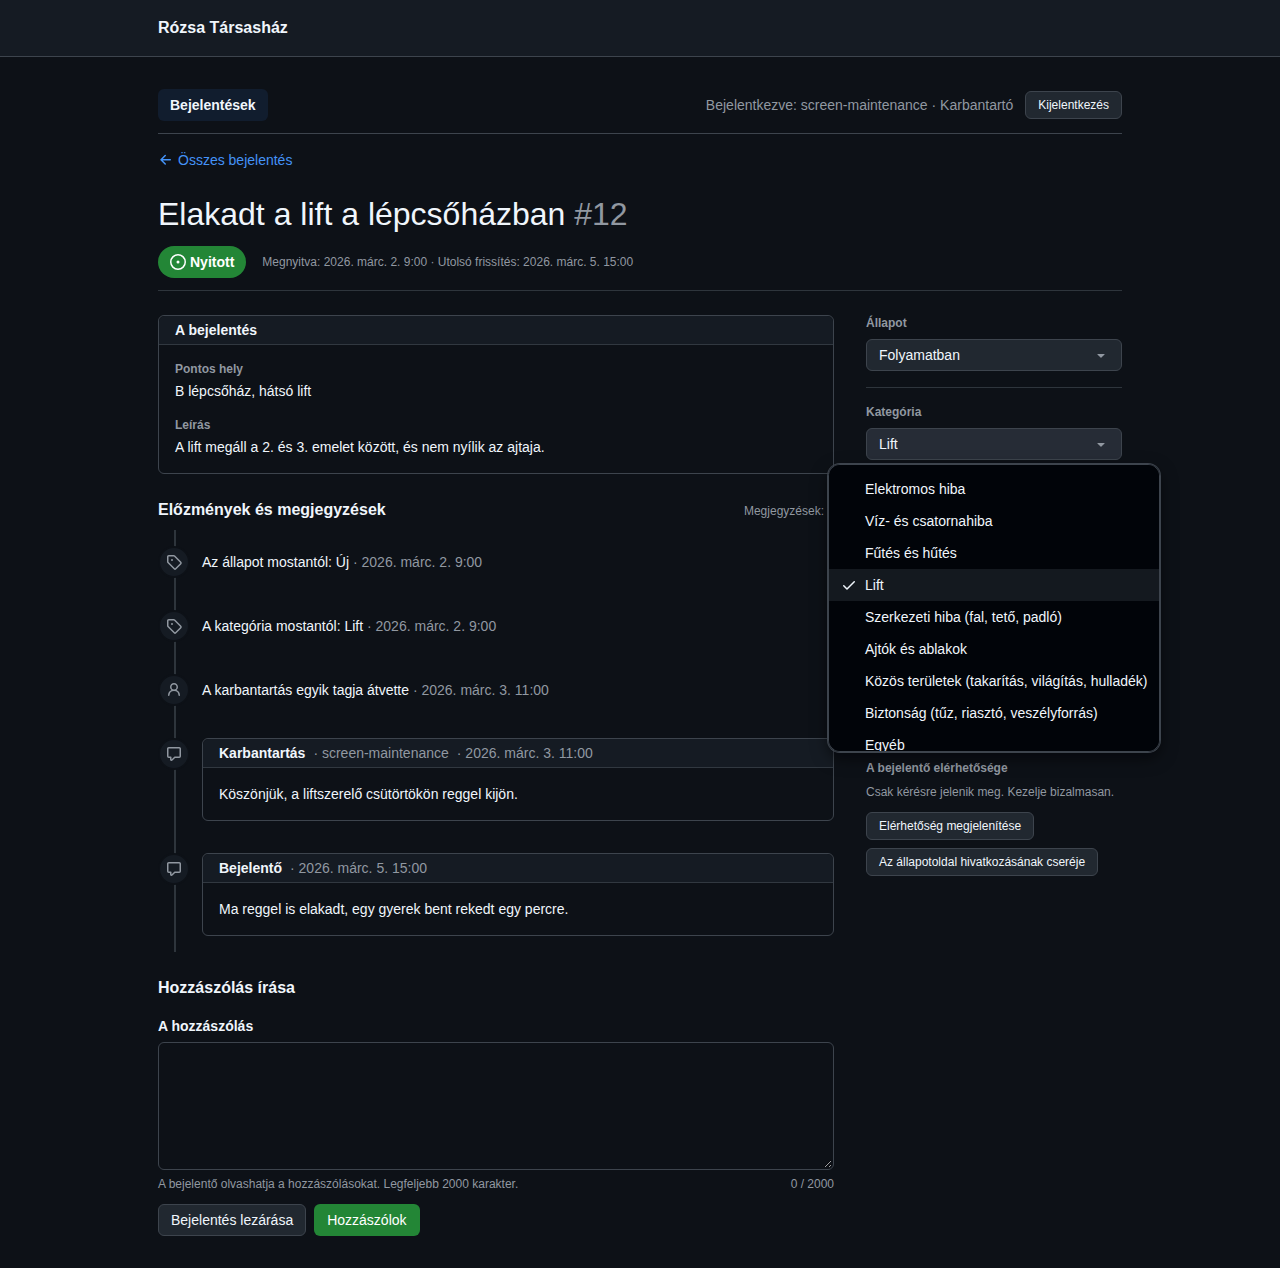 Rózsa Társasház
Bejelentések
Bejelentkezve: screen-maintenance · Karbantartó
Kijelentkezés
← Összes bejelentés
Elakadt a lift a lépcsőházban #12
Nyitott
Megnyitva: 2026. márc. 2. 9:00 · Utolsó frissítés: 2026. márc. 5. 15:00
A bejelentés
Pontos hely
B lépcsőház, hátsó lift
Leírás
A lift megáll a 2. és 3. emelet között, és nem nyílik az ajtaja.
Állapot
Folyamatban
Kategória
Lift
Elektromos hiba
Víz- és csatornahiba
Fűtés és hűtés
Lift
Szerkezeti hiba (fal, tető, padló)
Ajtók és ablakok
Közös területek (takarítás, világítás, hulladék)
Biztonság (tűz, riasztó, veszélyforrás)
Egyéb
Előzmények és megjegyzések
Megjegyzések:
Az állapot mostantól: Új · 2026. márc. 2. 9:00
A kategória mostantól: Lift · 2026. márc. 2. 9:00
A karbantartás egyik tagja átvette · 2026. márc. 3. 11:00
Karbantartás · screen-maintenance · 2026. márc. 3. 11:00
Köszönjük, a liftszerelő csütörtökön reggel kijön.
Bejelentő · 2026. márc. 5. 15:00
Ma reggel is elakadt, egy gyerek bent rekedt egy percre.
A bejelentő elérhetősége
Csak kérésre jelenik meg. Kezelje bizalmasan.
Elérhetőség megjelenítése
Az állapotoldal hivatkozásának cseréje
Hozzászólás írása
A hozzászólás
A bejelentő olvashatja a hozzászólásokat. Legfeljebb 2000 karakter.
0 / 2000
Bejelentés lezárása
Hozzászólok